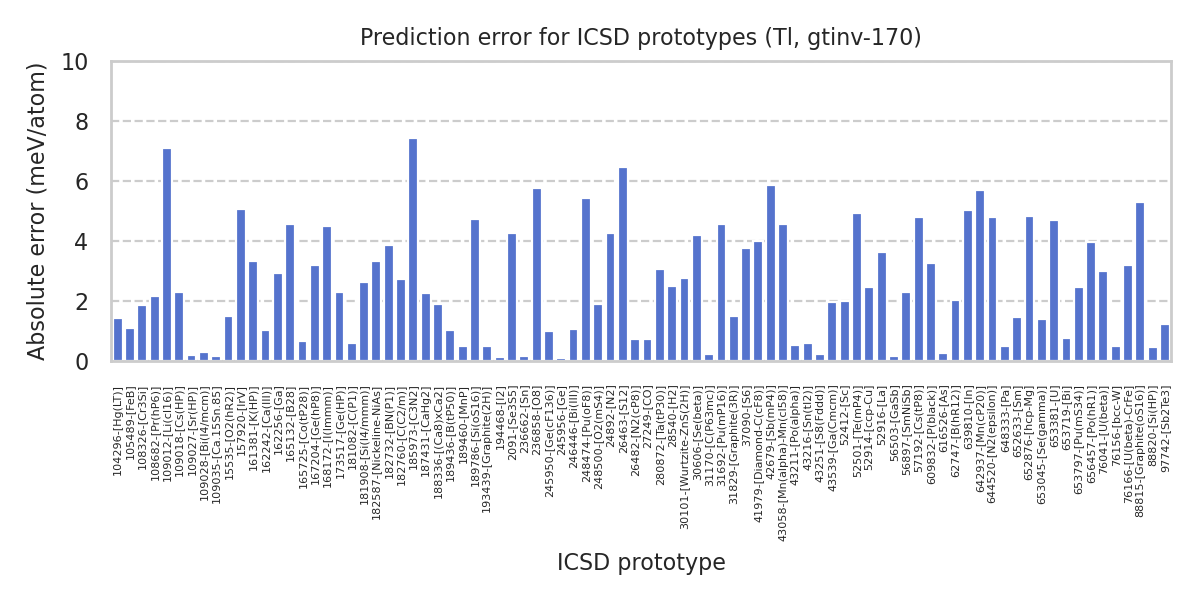 Prediction error for ICSD prototypes (Tl, gtinv-170)
Absolute error (meV/atom)
10
8
6
4
2
0
104296-[Hg(LT)]
105489-[FeB]
108326-[Cr3Si]
108682-[Pr(hP6)]
109012-[Li(cI16)]
109018-[Cs(HP)]
109027-[Sr(HP)]
109028-[Bi(I4/mcm)]
109035-[Ca.15Sn.85]
15535-[O2(hR2)]
157920-[IrV]
161381-[K(HP)]
162242-[Ca(III)]
162256-[Ga]
165132-[B28]
165725-[Co(tP28)]
167204-[Ge(hP8)]
168172-[I(Immm)]
173517-[Ge(HP)]
181082-[C(P1)]
181908-[Si(I4/mmm)]
182587-[Nickeline-NiAs]
182732-[BN(P1)]
182760-[C(C2/m)]
185973-[C3N2]
187431-[CaHg2]
188336-[(Ca8)xCa2]
189436-[B(tP50)]
189460-[MnP]
189786-[Si(oS16)]
193439-[Graphite(2H)]
194468-[I2]
2091-[Se3S5]
236662-[Sn]
236858-[O8]
245950-[Ge(cF136)]
245956-[Ge]
246446-[Bi(III)]
248474-[Pu(oF8)]
248500-[O2(mS4)]
24892-[N2]
26463-[S12]
26482-[N2(cP8)]
27249-[CO]
280872-[Ta(tP30)]
28540-[H2]
30101-[Wurtzite-ZnS(2H)]
30606-[Se(beta)]
31170-[C(P63mc)]
31692-[Pu(mP16)]
31829-[Graphite(3R)]
37090-[S6]
41979-[Diamond-C(cF8)]
42679-[Sb(mP4)]
43058-[Mn(alpha)-Mn(cI58)]
43211-[Po(alpha)]
43216-[Sn(tI2)]
43251-[S8(Fddd)]
43539-[Ga(Cmcm)]
52412-[Sc]
52501-[Te(mP4)]
52914-[fcc-Cu]
52916-[La]
56503-[GaSb]
56897-[SmNiSb]
57192-[Cs(tP8)]
609832-[P(black)]
616526-[As]
62747-[B(hR12)]
639810-[In]
642937-[Mn(cP20)]
644520-[N2(epsilon)]
648333-[Pa]
652633-[Sm]
652876-[hcp-Mg]
653045-[Se(gamma)]
653381-[U]
653719-[Bi]
653797-[Pu(mS34)]
656457-[Po(hR1)]
76041-[U(beta)]
76156-[bcc-W]
76166-[U(beta)-CrFe]
88815-[Graphite(oS16)]
88820-[Si(HP)]
97742-[Sb2Te3]
ICSD prototype